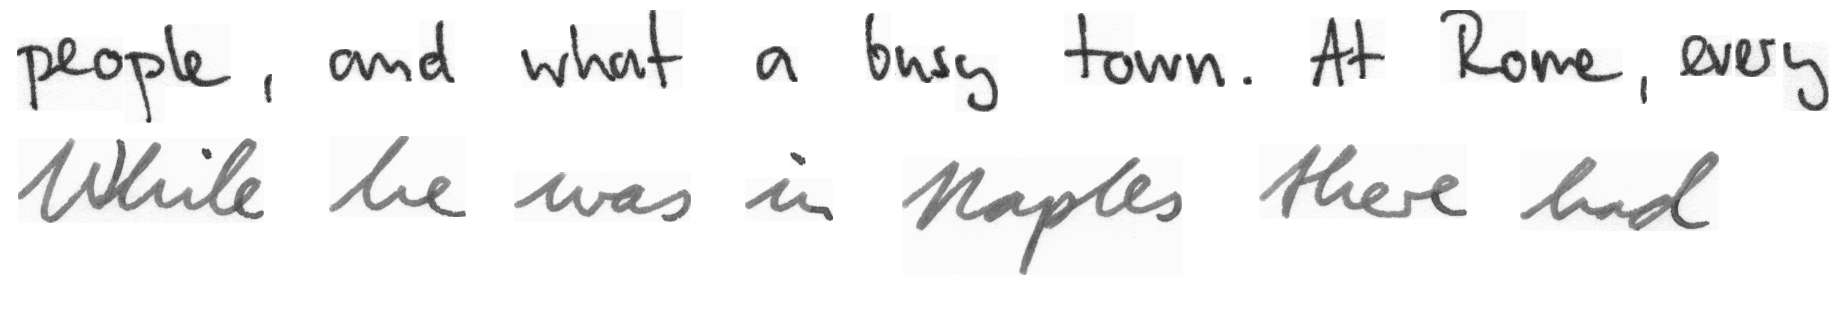 people, and what a busy town. At Rome, every
While he was in Naples there had